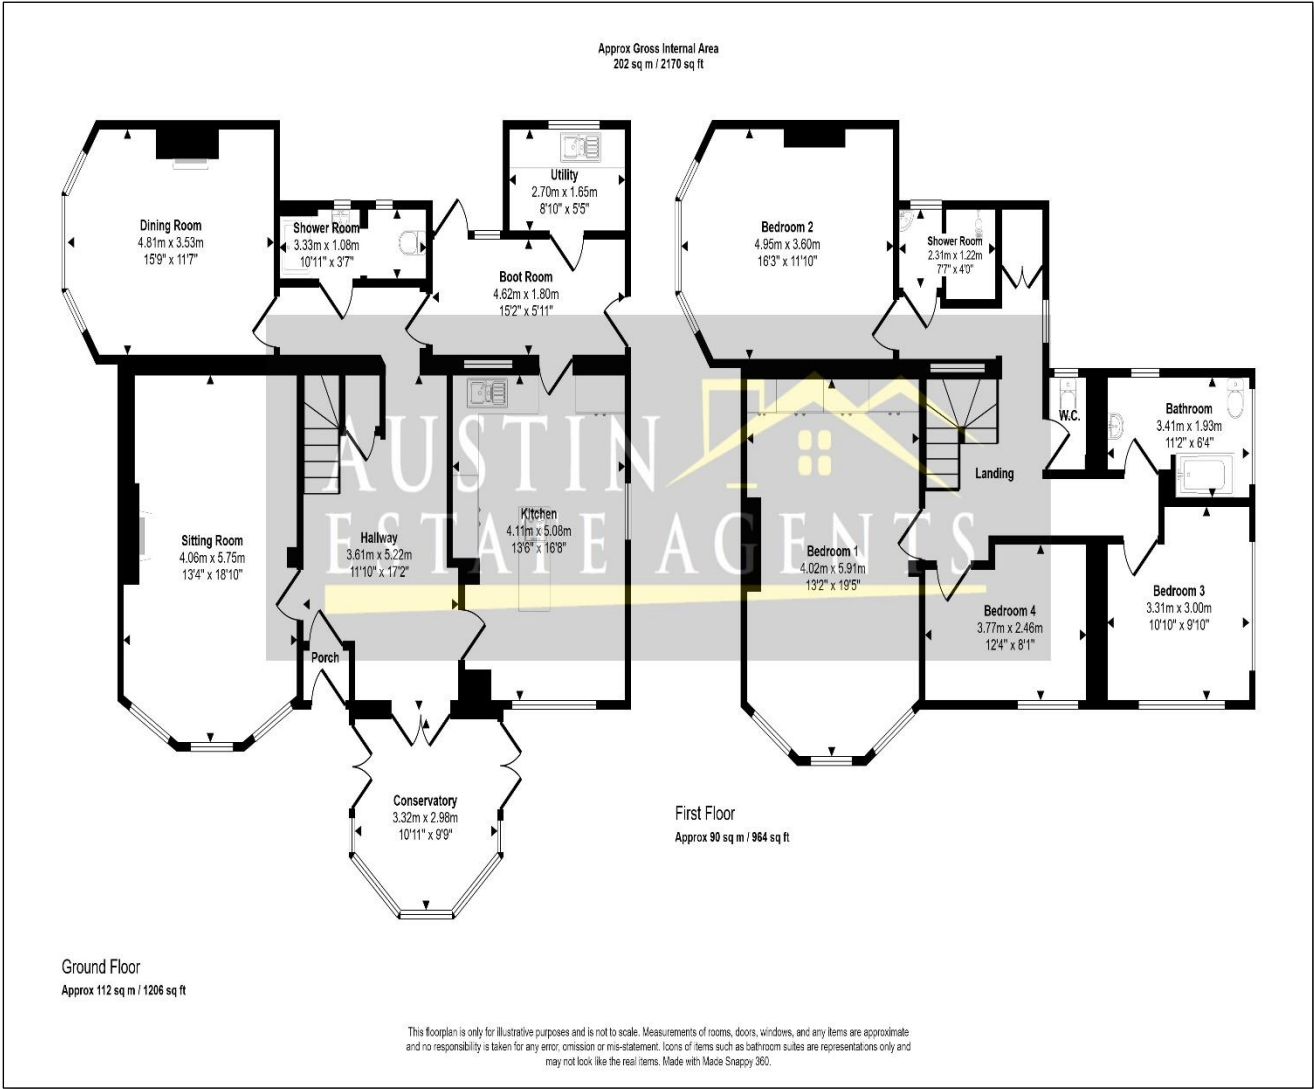 Approx Gross Internal Area
202 sq m / 2170 sq ft
Utility
2.70m x 1.65m
8'10" x 5'5"
Dining Room
4.81m x 3.53m
15'9" x 11'7"
Shower Room
3.33m x 1.08m
10'11" x 3'7"
Boot Room
4.62m x 1.80m
15'2" x 5'11"
Bedroom 2
4.95m x 3.60m
16'3" x 11'10"
Shower Room
2.31m x 1.22m
7'7" x 4'0"
W.C.
Bathroom
3.41m x 1.93m
11'2" x 6'4"
Landing
AUSTIN
ESTATE AGENTS
Sitting Room
4.06m x 5.75m
13'4" x 18'10"
Hallway
3.61m x 5.22m
11'10" x 17'2"
Kitchen
4.11m x 5.08m
13'6" x 16'8"
Porch
Bedroom 1
4.02m x 5.91m
13'2" x 19'5"
Bedroom 4
3.77m x 2.46m
12'4" x 8'1"
Bedroom 3
3.31m x 3.00m
10'10" x 9'10"
Conservatory
3.32m x 2.98m
10'11" x 9'9"
First Floor
Approx 90 sq m / 964 sq ft
Ground Floor
Approx 112 sq m / 1206 sq ft
This floorplan is only for illustrative purposes and is not to scale. Measurements of rooms, doors, windows, and any items are approximate
and no responsibility is taken for any error, omission or mis-statement. Icons of items such as bathroom suites are representations only and
may not look like the real items. Made with Made Snappy 360.